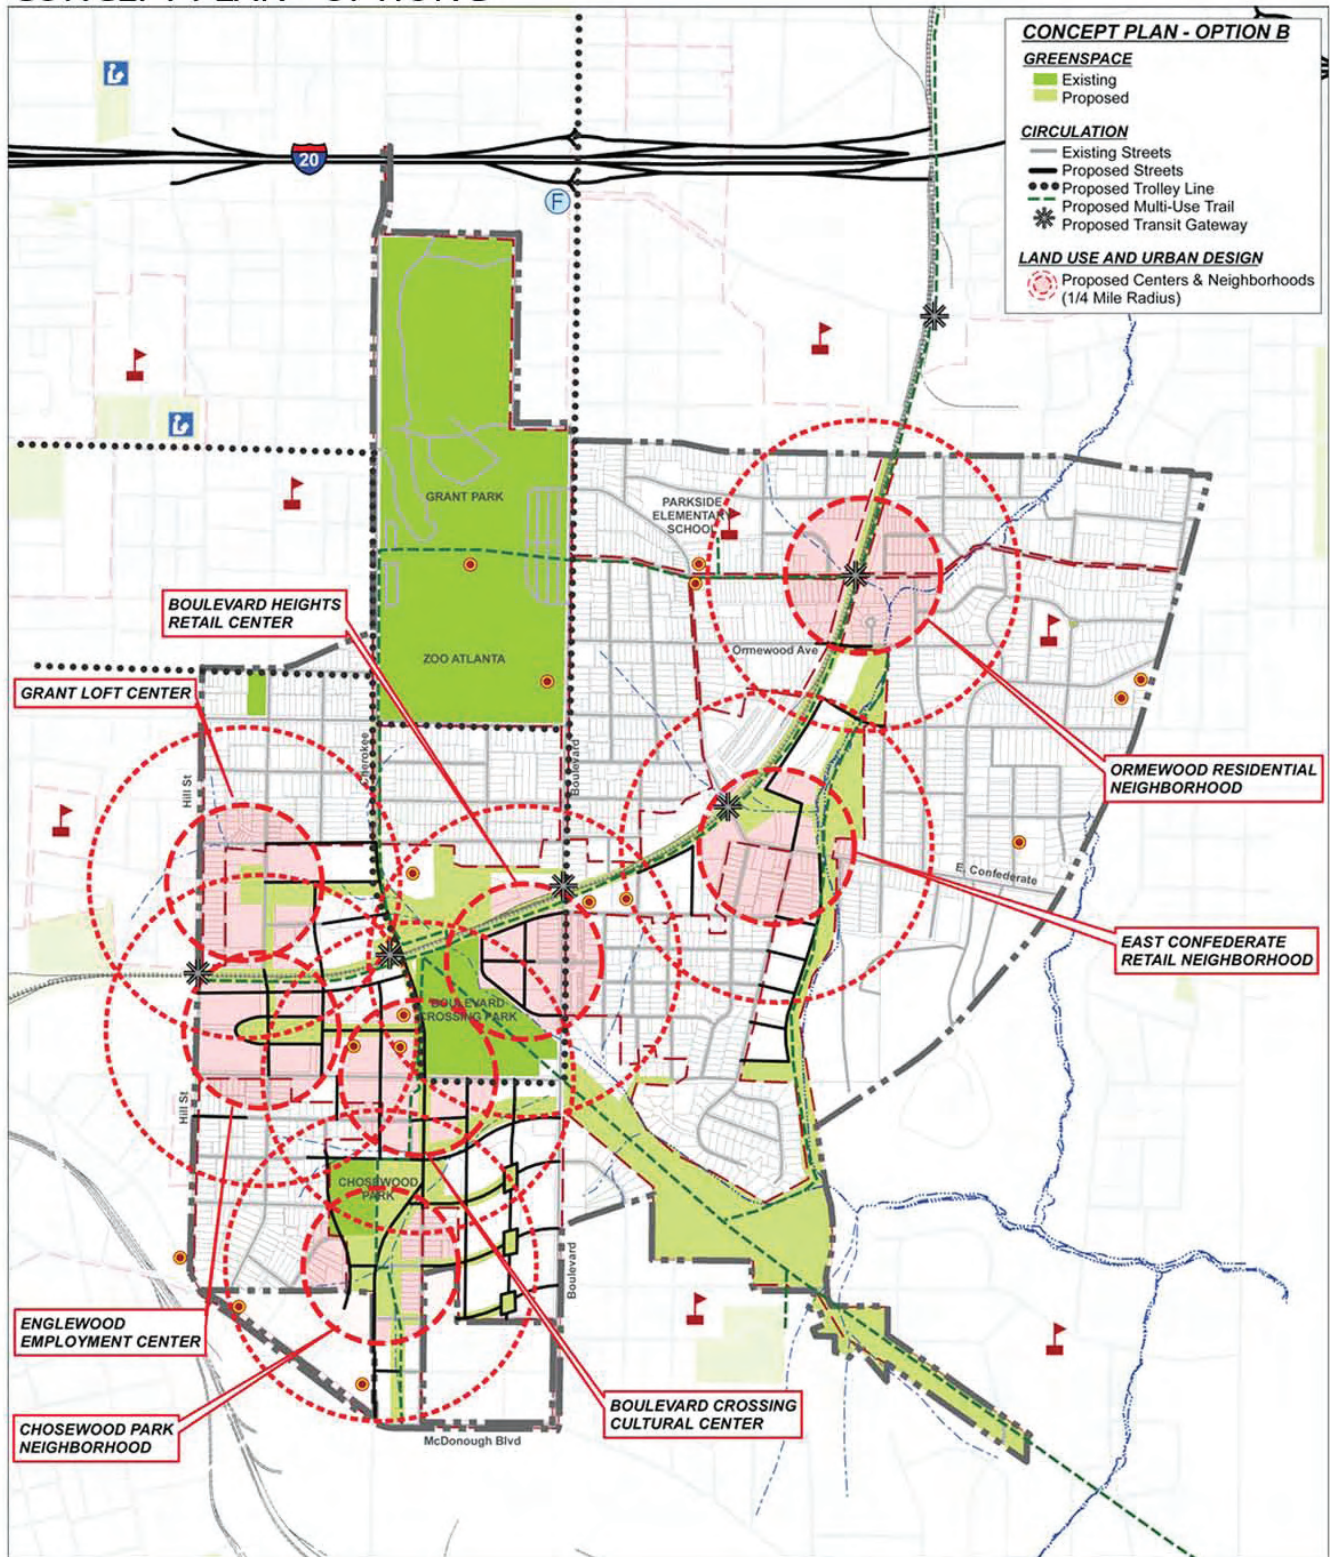 CONCEPT PLAN - OPTION B
CONCEPT PLAN - OPTION B
GREENSPACE
Existing
Proposed
CIRCULATION
Existing Streets
Proposed Streets
Proposed Trolley Line
Proposed Multi-Use Trail
Proposed Transit Gateway
LAND USE AND URBAN DESIGN
Proposed Centers & Neighborhoods
(1/4 Mile Radius)
20
F
GRANT PARK
PARKSIDE
ELEMENTARY
SCHOOL
BOULEVARD HEIGHTS
RETAIL CENTER
ZOO ATLANTA
Ormewood Ave
GRANT LOFT CENTER
Cherokee
Boulevard
Hill St
ORMEWOOD RESIDENTIAL
NEIGHBORHOOD
E. Confederate
EAST CONFEDERATE
RETAIL NEIGHBORHOOD
BOULEVARD
CROSSING PARK
Hill St
CHOSEWOOD
PARK
Boulevard
ENGLEWOOD
EMPLOYMENT CENTER
CHOSEWOOD PARK
NEIGHBORHOOD
BOULEVARD CROSSING
CULTURAL CENTER
McDonough Blvd